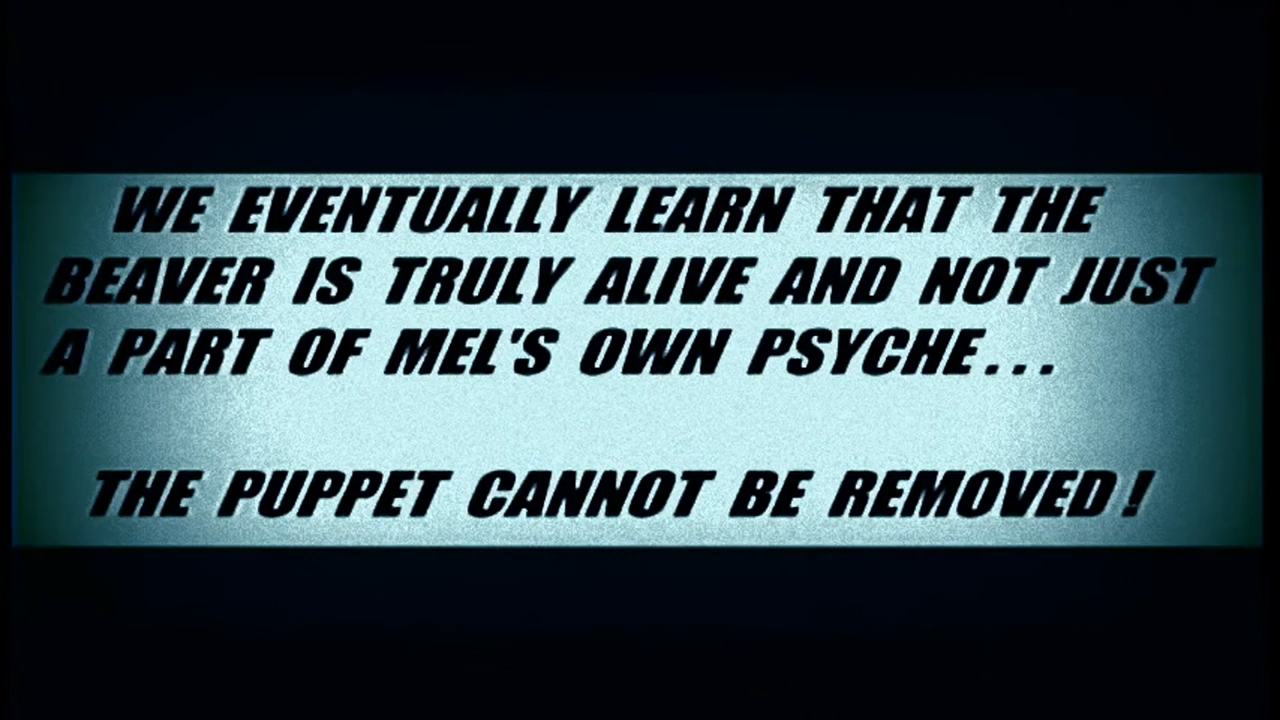 WE EVENTUALLY LEARN THAT THE
BEAVER IS TRULY ALIVE AND NOT JUST
A PART OF MEL'S OWN PSYCHE...
THE PUPPET CANNOT BE REMOVED!